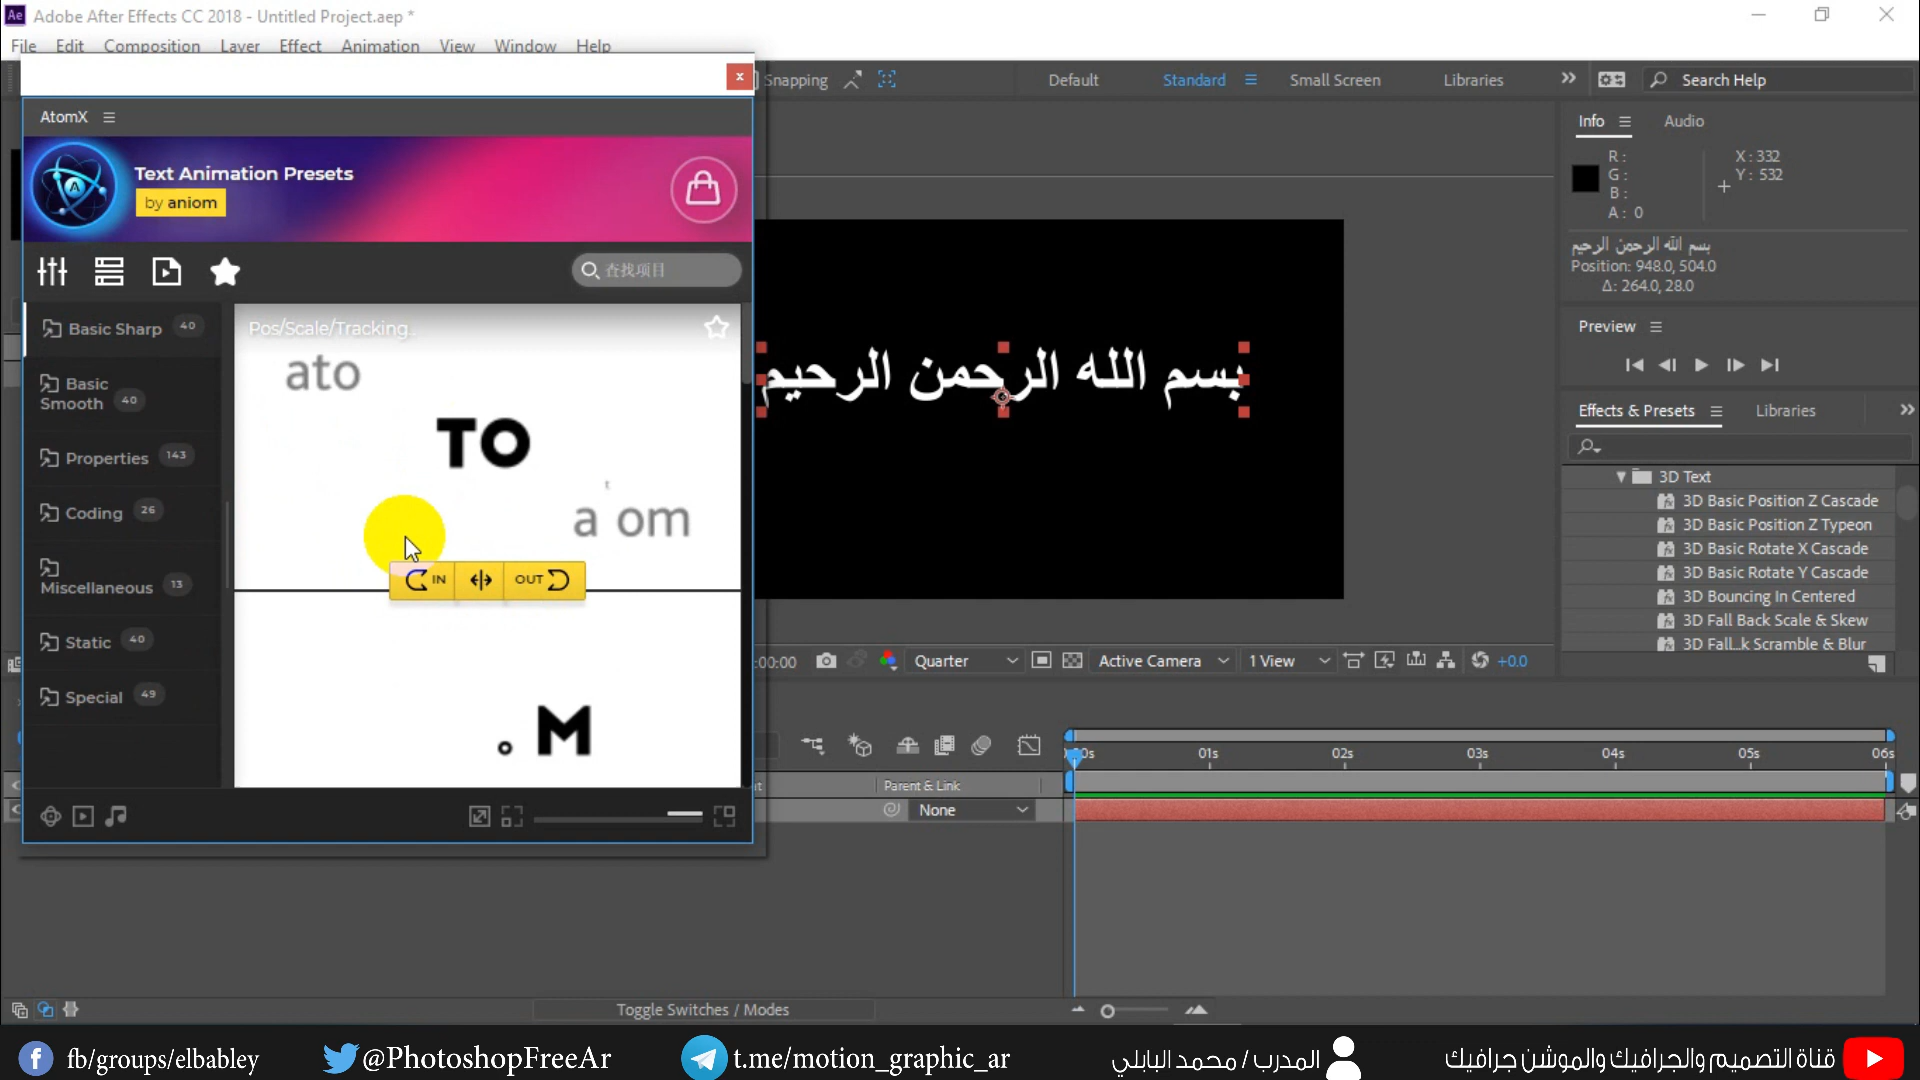 Adobe After Effects CC 2018 - Untitled Project.aep *
File Edit Composition Layer Effect Animation View Window Help
Snapping Default Standard Small Screen Libraries Search Help
AtomX
Text Animation Presets
by aniom
查找项目
Basic Sharp 40
Basic Smooth 40
Properties 143
Coding 26
Miscellaneous 13
Static 40
Special 49
Pos/Scale/Tracking..
ato
TO
t
a om
IN OUT
. M
بسم الله الرحمن الرحيم
Info Audio
R:
G:
B:
A: 0
X: 332
Y: 532
بسم الله الرحمن الرحيم
Position: 948.0, 504.0
Δ: 264.0, 28.0
Preview
Effects & Presets Libraries
3D Text
3D Basic Position Z Cascade
3D Basic Position Z Typeon
3D Basic Rotate X Cascade
3D Basic Rotate Y Cascade
3D Bouncing In Centered
3D Fall Back Scale & Skew
3D Fall...k Scramble & Blur
:00:00 Quarter Active Camera 1 View +0.0
0s 01s 02s 03s 04s 05s 06s
Parent & Link
None
Toggle Switches / Modes
fb/groups/elbabley @PhotoshopFreeAr t.me/motion_graphic_ar المدرب / محمد البابلي قناة التصميم والجرافيك والموشن جرافيك